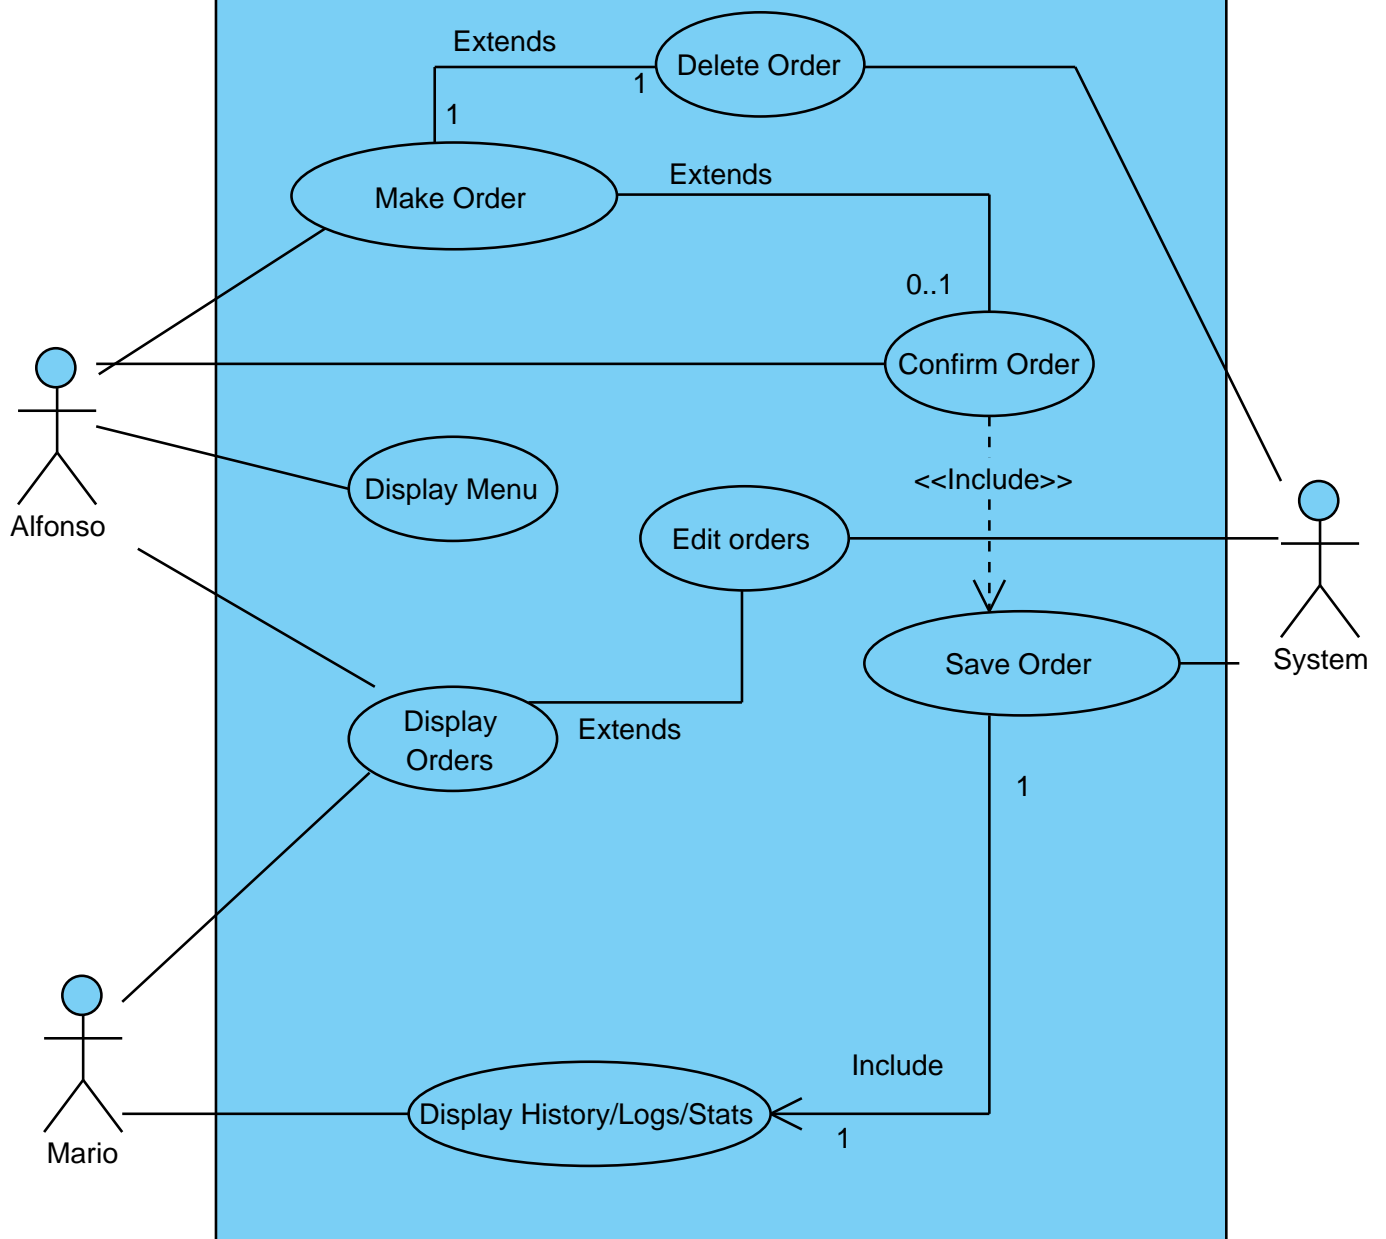 Extends
Delete Order
1
1
Extends
Make Order
0..1
Confirm Order
<<Include>>
Display Menu
Alfonso
Edit orders
System
Save Order
Display
Orders
Extends
1
Include
Display History/Logs/Stats
1
Mario